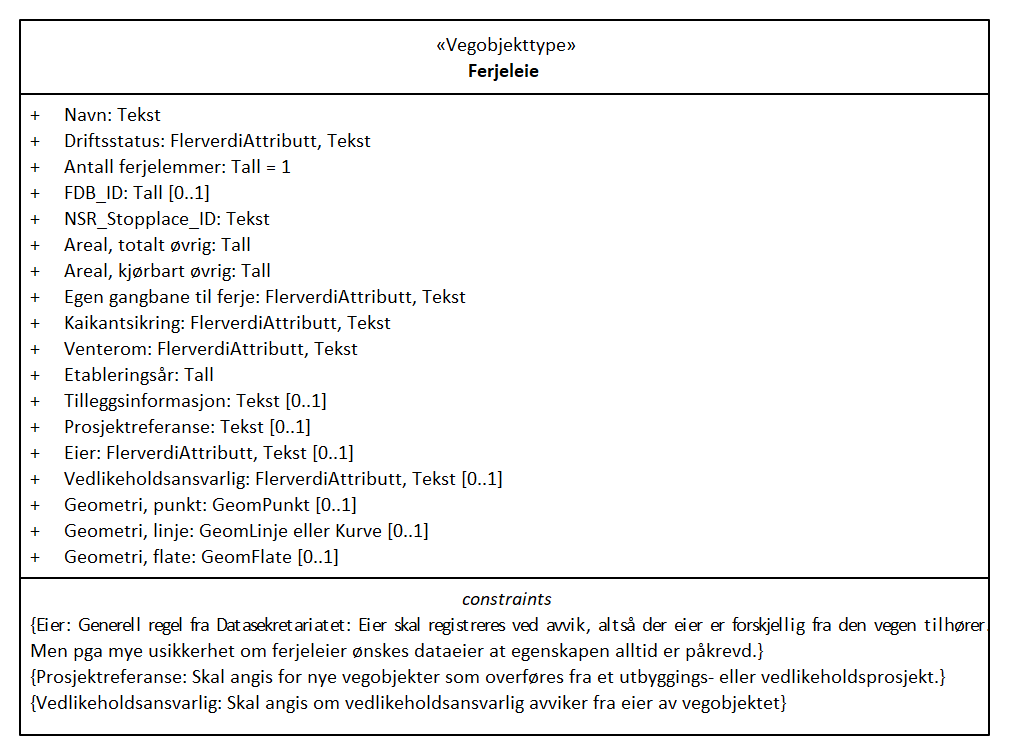 «Vegobjekttype»
Ferjeleie
+ Navn: Tekst
+ Driftsstatus: FlerverdiAttributt, Tekst
+ Antall ferjelemmer: Tall = 1
+ FDB_ID: Tall [0..1]
+ NSR_Stopplace_ID: Tekst
+ Areal, totalt øvrig: Tall
+ Areal, kjørbart øvrig: Tall
+ Egen gangbane til ferje: FlerverdiAttributt, Tekst
+ Kaikantsikring: FlerverdiAttributt, Tekst
+ Venterom: FlerverdiAttributt, Tekst
+ Etableringsår: Tall
+ Tilleggsinformasjon: Tekst [0..1]
+ Prosjektreferanse: Tekst [0..1]
+ Eier: FlerverdiAttributt, Tekst [0..1]
+ Vedlikeholdsansvarlig: FlerverdiAttributt, Tekst [0..1]
+ Geometri, punkt: GeomPunkt [0..1]
+ Geometri, linje: GeomLinje eller Kurve [0..1]
+ Geometri, flate: GeomFlate [0..1]
constraints
{Eier: Generell regel fra Datasekretariatet: Eier skal registreres ved avvik, altså der eier er forskjellig fra den vegen tilhører.
Men pga mye usikkerhet om ferjeleier ønskes dataeier at egenskapen alltid er påkrevd.}
{Prosjektreferanse: Skal angis for nye vegobjekter som overføres fra et utbyggings- eller vedlikeholdsprosjekt.}
{Vedlikeholdsansvarlig: Skal angis om vedlikeholdsansvarlig avviker fra eier av vegobjektet}